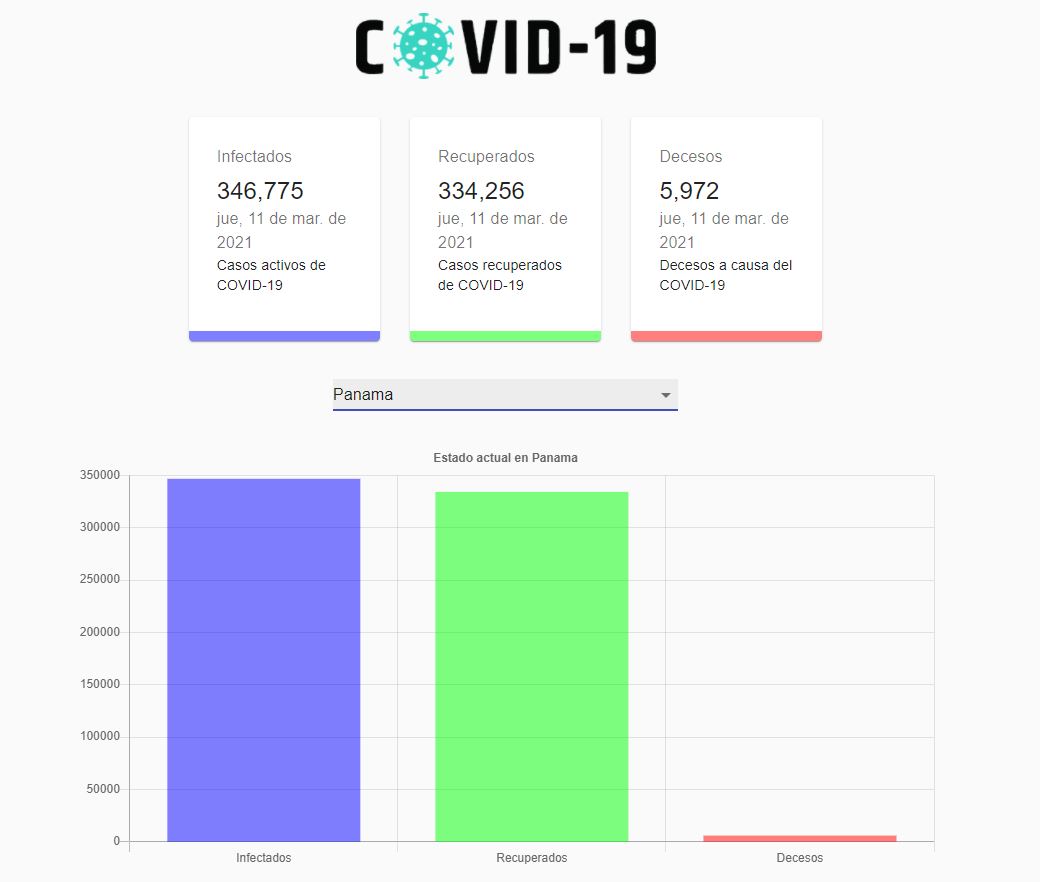 COVID-19
Infectados
346,775
jue, 11 de mar. de
2021
Casos activos de
COVID-19
Recuperados
334,256
jue, 11 de mar. de
2021
Casos recuperados
de COVID-19
Decesos
5,972
jue, 11 de mar. de
2021
Decesos a causa del
COVID-19
Panama
Estado actual en Panama
350000
300000
250000
200000
150000
100000
50000
0
Infectados
Recuperados
Decesos